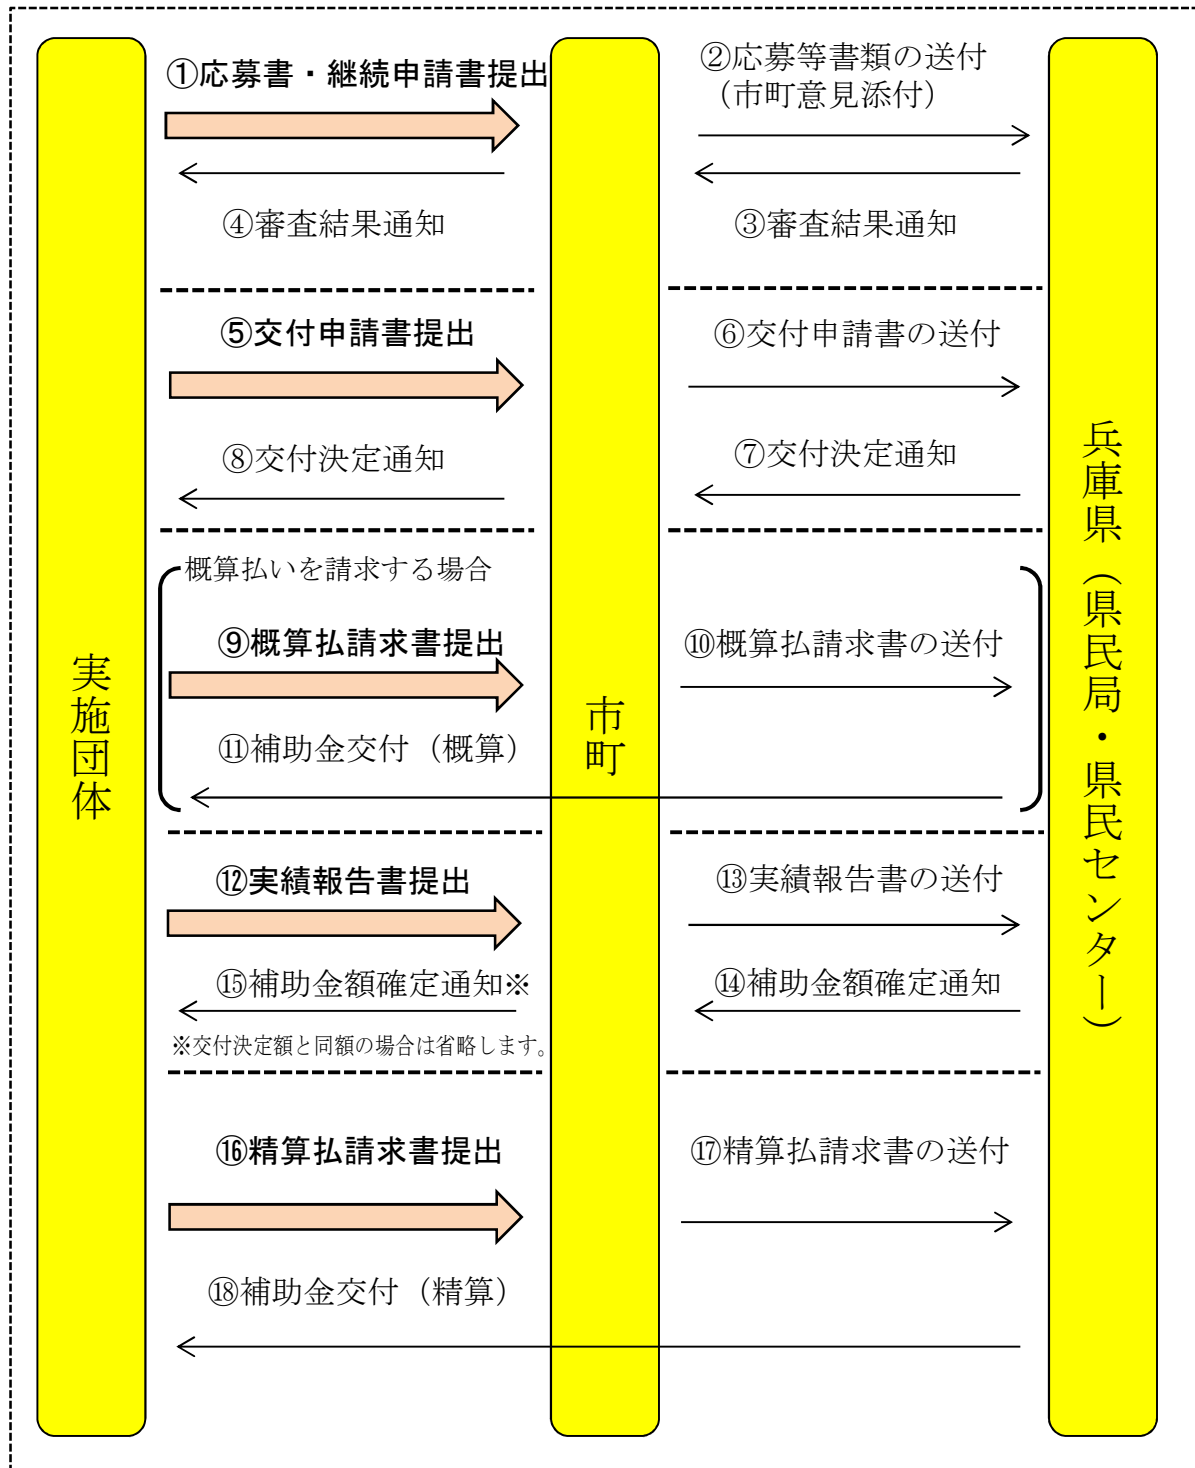 ①応募書・継続申請書提出
②応募等書類の送付
（市町意見添付）
④審査結果通知
③審査結果通知
⑤交付申請書提出
⑥交付申請書の送付
⑧交付決定通知
⑦交付決定通知
概算払いを請求する場合
⑨概算払請求書提出
⑩概算払請求書の送付
⑪補助金交付（概算）
⑫実績報告書提出
⑬実績報告書の送付
⑮補助金額確定通知※
⑭補助金額確定通知
※交付決定額と同額の場合は省略します。
⑯精算払請求書提出
⑰精算払請求書の送付
⑱補助金交付（精算）
実施団体
市町
兵庫県（県民局・県民センター）